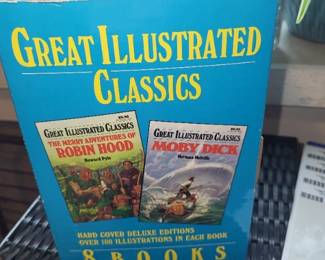 GREAT ILLUSTRATED
CLASSICS
GREAT ILLUSTRATED CLASSICS
THE MERRY ADVENTURES OF
ROBIN HOOD
Howard Pyle
GREAT ILLUSTRATED CLASSICS
MOBY DICK
Herman Melville
HARD COVER DELUXE EDITIONS
OVER 100 ILLUSTRATIONS IN EACH BOOK
8 BOOKS